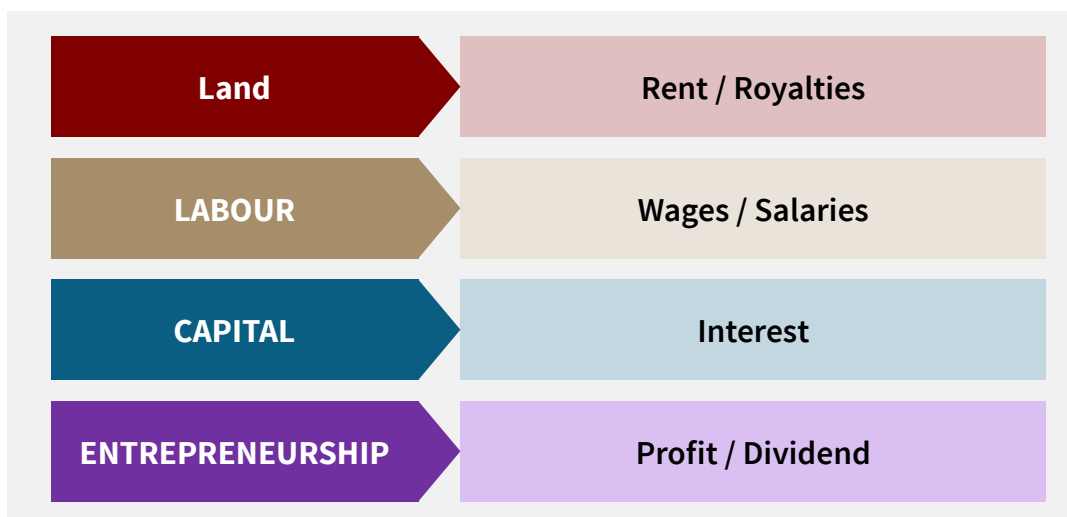 Land
Rent / Royalties
LABOUR
Wages / Salaries
CAPITAL
Interest
ENTREPRENEURSHIP
Profit / Dividend